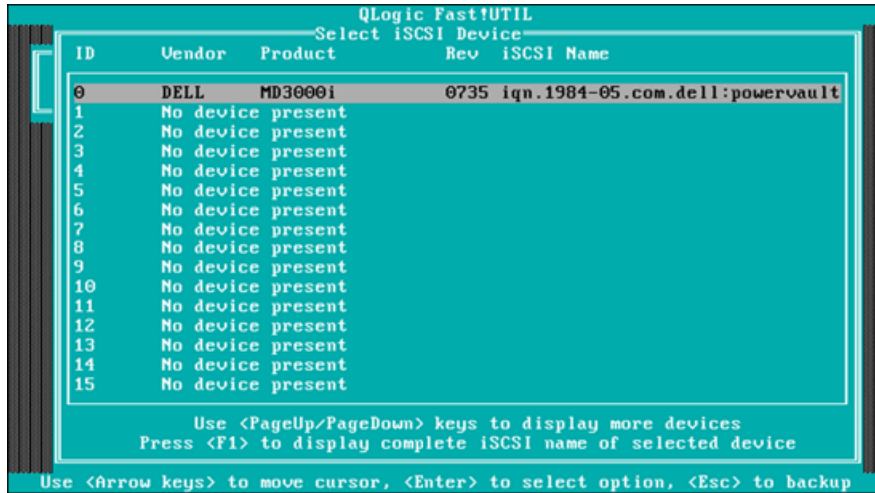 QLogic Fast!UTIL
Select iSCSI Device
ID Vendor Product Rev iSCSI Name
0 DELL MD3000i 0735 iqn.1984-05.com.dell:powervault
1 No device present
2 No device present
3 No device present
4 No device present
5 No device present
6 No device present
7 No device present
8 No device present
9 No device present
10 No device present
11 No device present
12 No device present
13 No device present
14 No device present
15 No device present
Use <PageUp/PageDown> keys to display more devices
Press <F1> to display complete iSCSI name of selected device
Use <Arrow keys> to move cursor, <Enter> to select option, <Esc> to backup